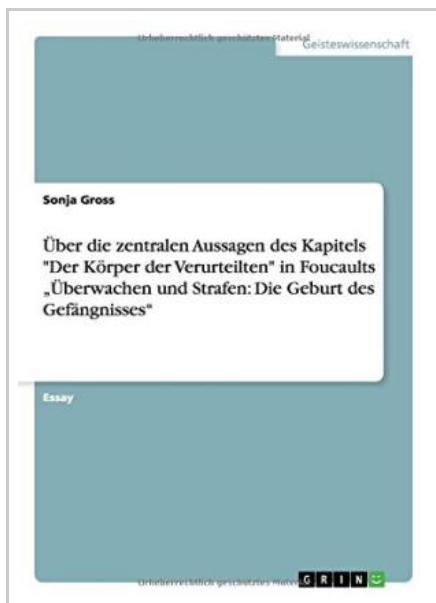 Urheberrechtlich geschütztes Material
Geisteswissenschaft
Sonja Gross
Über die zentralen Aussagen des Kapitels
"Der Körper der Verurteilten" in Foucaults
„Überwachen und Strafen: Die Geburt des
Gefängnisses“
Essay
Urheberrechtlich geschütztes Material
GRIN